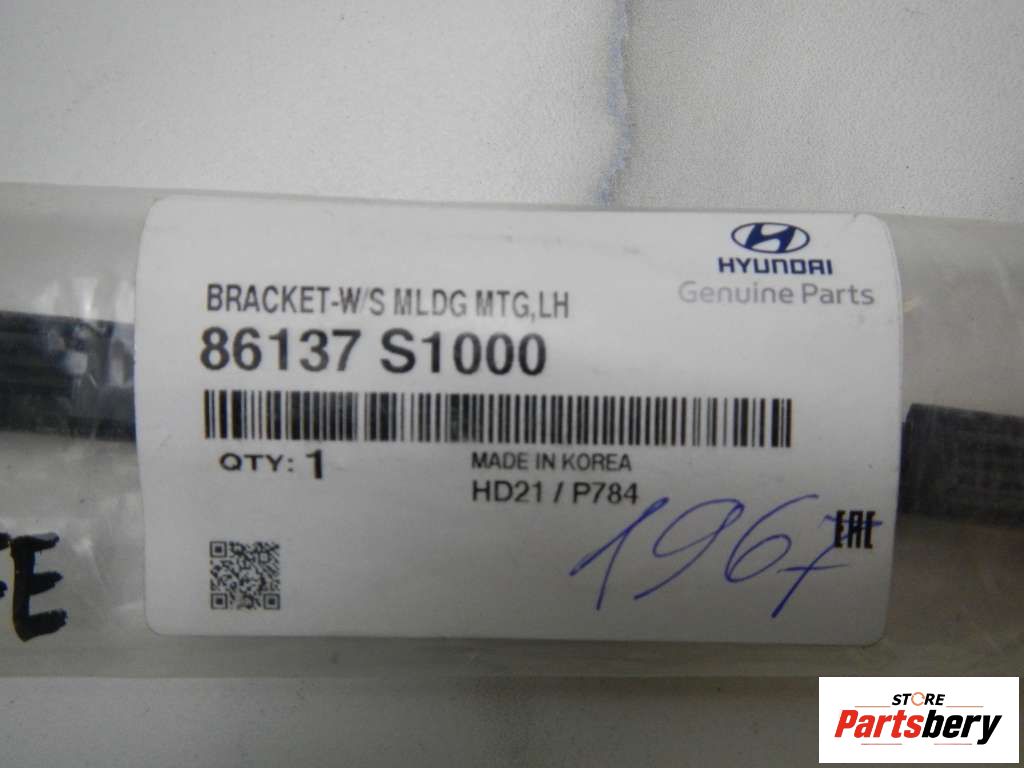 HYUNDAI
Genuine Parts
BRACKET-W/S MLDG MTG,LH
86137 S1000
QTY: 1
MADE IN KOREA
HD21 / P784
1967
EAC
STORE
Partsbery